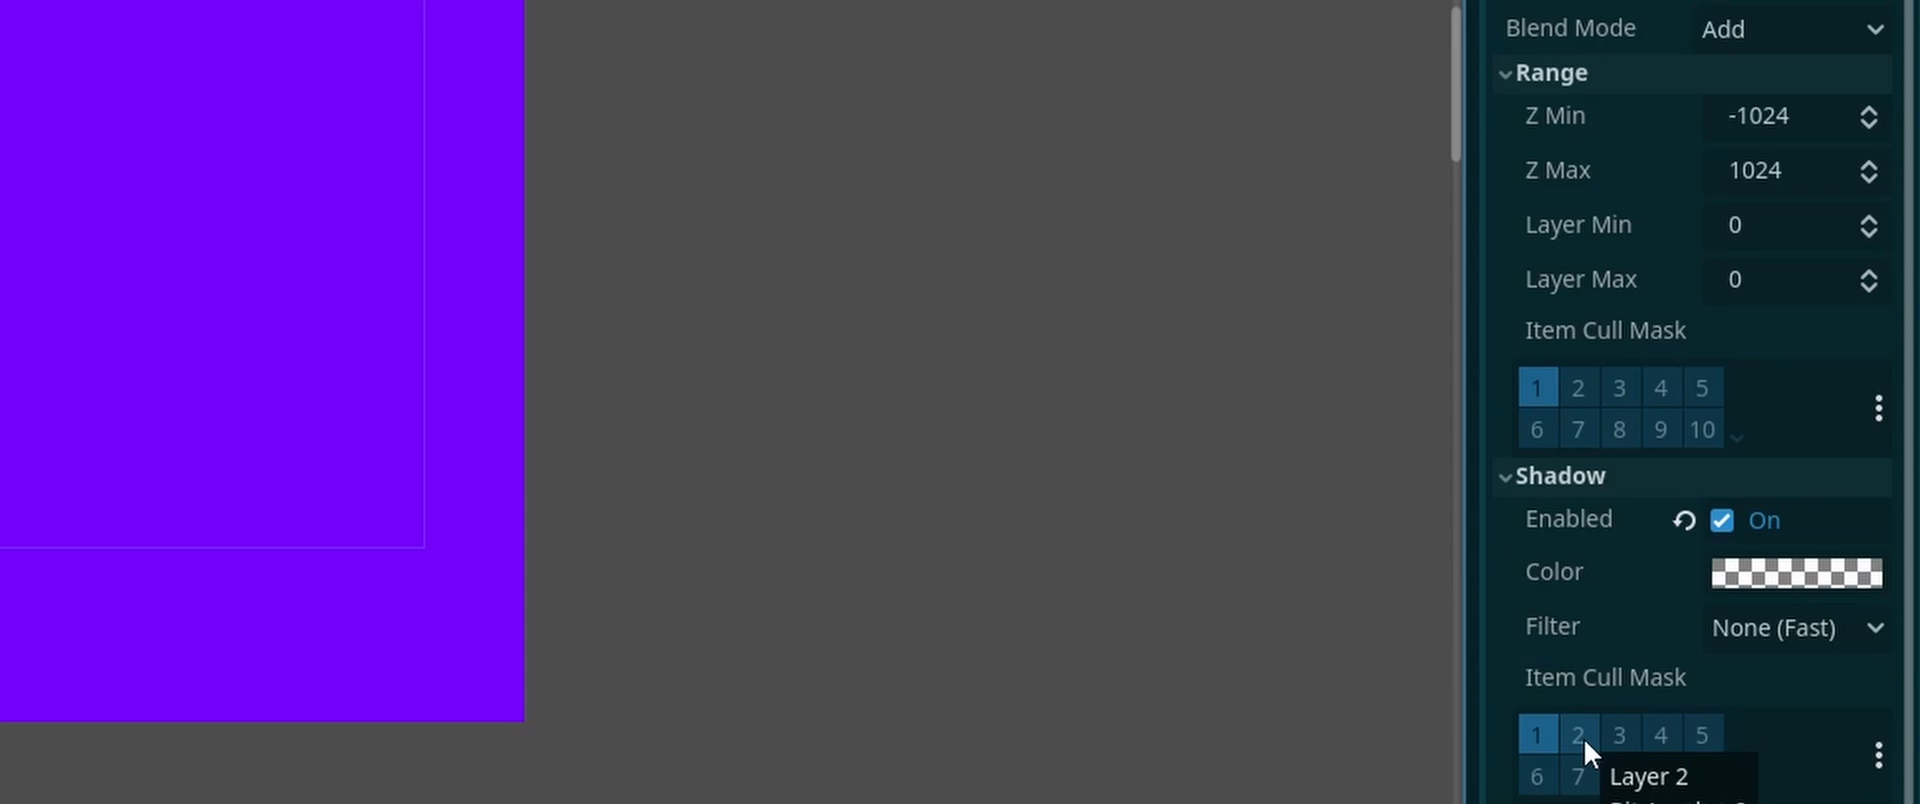 Blend Mode Add
Range
Z Min -1024
Z Max 1024
Layer Min 0
Layer Max 0
Item Cull Mask
1 2 3 4 5
6 7 8 9 10
Shadow
Enabled On
Color
Filter None (Fast)
Item Cull Mask
1 2 3 4 5
6 7
Layer 2